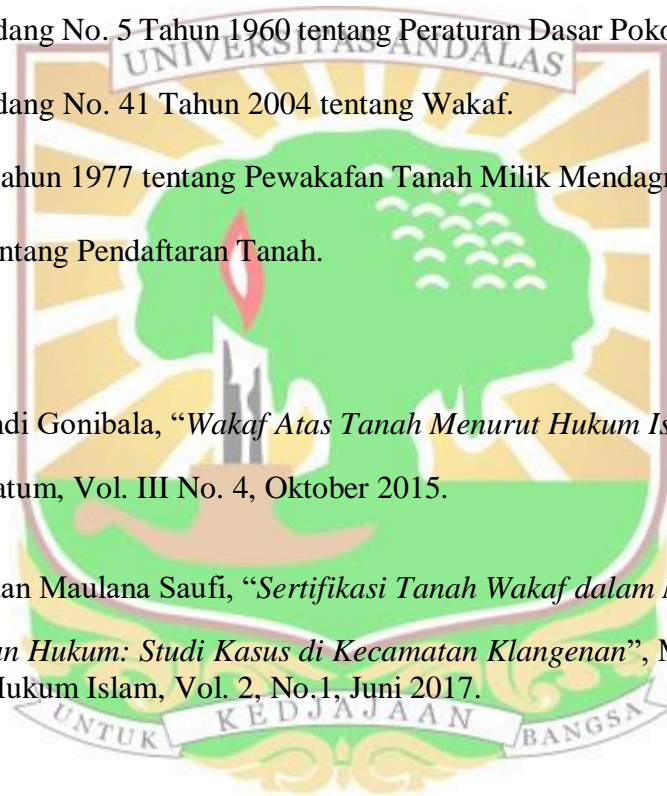 dang No. 5 Tahun 1960 tentang Peraturan Dasar Poko
UNIVERSITAS ANDALAS
dang No. 41 Tahun 2004 tentang Wakaf.
ahun 1977 tentang Pewakafan Tanah Milik Mendagr
ntang Pendaftaran Tanah.
ndi Gonibala, “Wakaf Atas Tanah Menurut Hukum Is
atum, Vol. III No. 4, Oktober 2015.
dan Maulana Saufi, “Sertifikasi Tanah Wakaf dalam
an Hukum: Studi Kasus di Kecamatan Klangenan”, M
Hukum Islam, Vol. 2, No.1, Juni 2017.
UNTUK KEDJAJAAN BANGSA